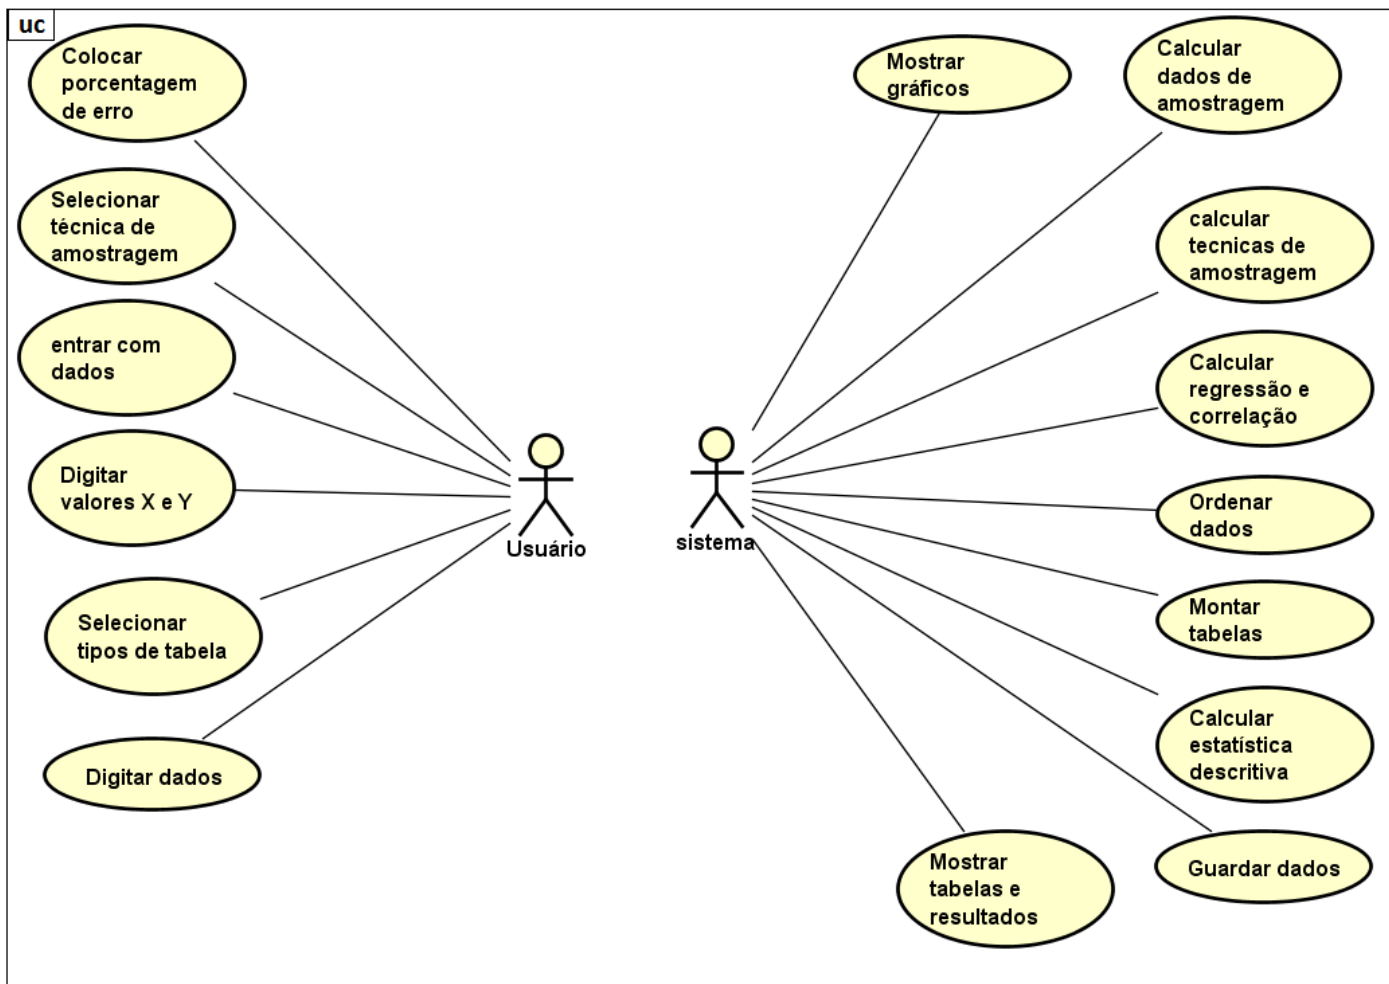 uc
Colocar
porcentagem
de erro
Selecionar
técnica de
amostragem
entrar com
dados
Digitar
valores X e Y
Selecionar
tipos de tabela
Digitar dados
Usuário
sistema
Mostrar
gráficos
Calcular
dados de
amostragem
calcular
tecnicas de
amostragem
Calcular
regressão e
correlação
Ordenar
dados
Montar
tabelas
Calcular
estatística
descritiva
Guardar dados
Mostrar
tabelas e
resultados